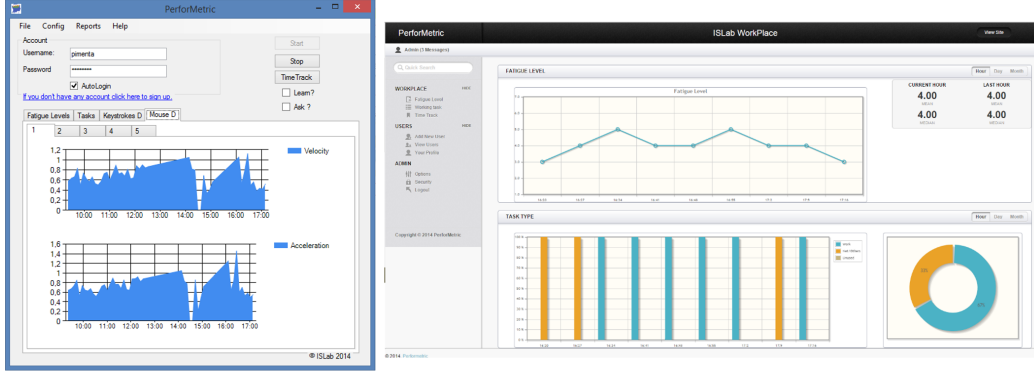 PerforMetric
File Config Reports Help
Account
Username: pimenta
Password ********
AutoLogin
If you don't have any account click here to sign up.
Start
Stop
TimeTrack
Learn?
Ask ?
Fatigue Levels Tasks Keystrokes D Mouse D
1 2 3 4 5
1,2
1
0,8
0,6
0,4
0,2
0
10:00 11:00 12:00 13:00 14:00 15:00 16:00 17:00
Velocity
1,6
1,4
1,2
1
0,8
0,6
0,4
0,2
0
10:00 11:00 12:00 13:00 14:00 15:00 16:00 17:00
Acceleration
® ISLab 2014
PerforMetric
ISLab WorkPlace
View Site
Admin (1 Messages)
Quick Search
WORKPLACE HIDE
Fatigue Level
Working task
Time Track
USERS HIDE
Add New User
View Users
Your Profile
ADMIN
Options
Security
Logout
Copyright © 2014 PerforMetric
FATIGUE LEVEL
Hour Day Month
Fatigue Level
CURRENT HOUR LAST HOUR
4.00 4.00
MEAN MEAN
4.00 4.00
MEDIAN MEDIAN
TASK TYPE
Hour Day Month
© 2014 Performetric